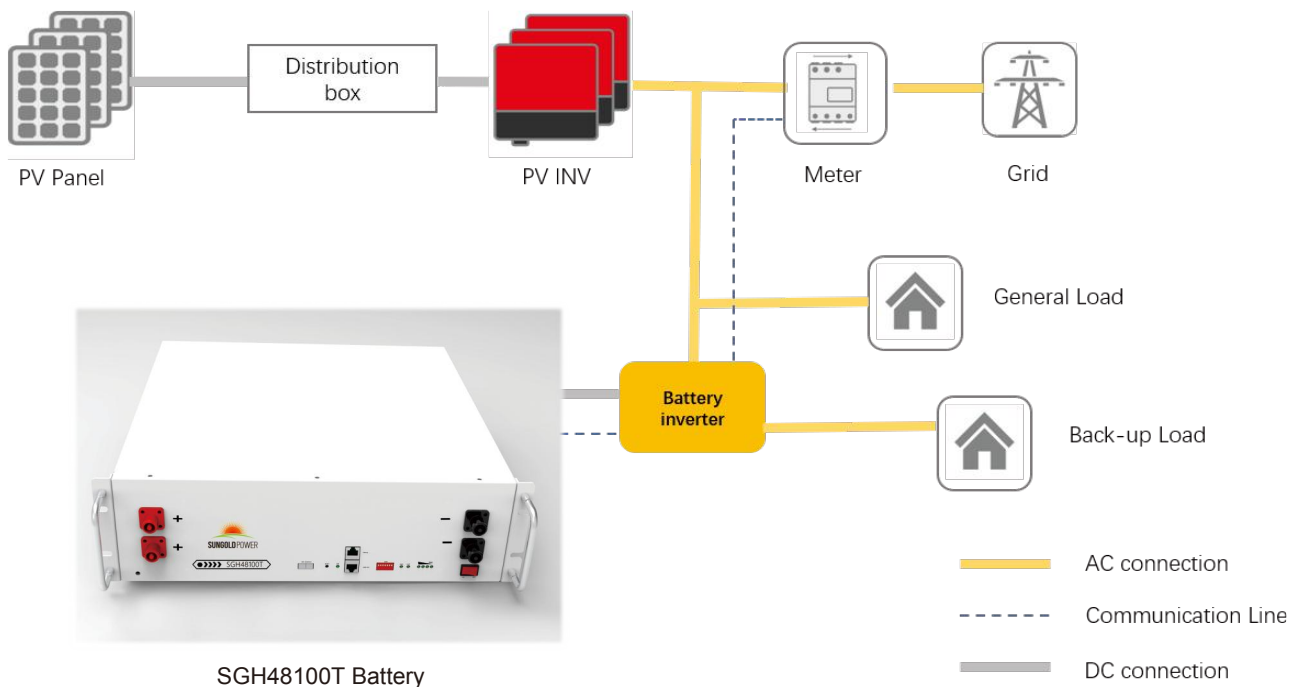 Distribution
box
PV Panel
PV INV
Meter
Grid
General Load
Battery
inverter
Back-up Load
+
−
+
−
SUNGOLDPOWER
SGH48100T
AC connection
Communication Line
DC connection
SGH48100T Battery